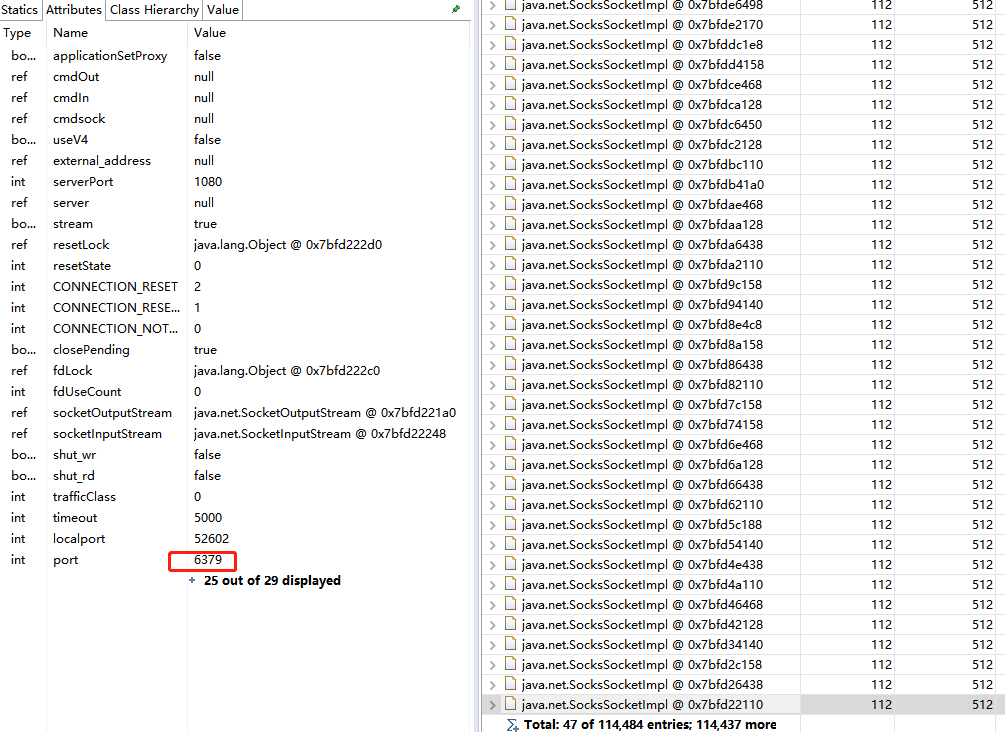 Statics Attributes Class Hierarchy Value
Type Name Value
bo... applicationSetProxy false
ref cmdOut null
ref cmdIn null
ref cmdsock null
bo... useV4 false
ref external_address null
int serverPort 1080
ref server null
bo... stream true
ref resetLock java.lang.Object @ 0x7bfd222d0
int resetState 0
int CONNECTION_RESET 2
int CONNECTION_RESE... 1
int CONNECTION_NOT... 0
bo... closePending true
ref fdLock java.lang.Object @ 0x7bfd222c0
int fdUseCount 0
ref socketOutputStream java.net.SocketOutputStream @ 0x7bfd221a0
ref socketInputStream java.net.SocketInputStream @ 0x7bfd22248
bo... shut_wr false
bo... shut_rd false
int trafficClass 0
int timeout 5000
int localport 52602
int port 6379
+ 25 out of 29 displayed
java.net.SocksSocketImpl @ 0x7bfde6498 112 512
java.net.SocksSocketImpl @ 0x7bfde2170 112 512
java.net.SocksSocketImpl @ 0x7bfddc1e8 112 512
java.net.SocksSocketImpl @ 0x7bfdd4158 112 512
java.net.SocksSocketImpl @ 0x7bfdce468 112 512
java.net.SocksSocketImpl @ 0x7bfdca128 112 512
java.net.SocksSocketImpl @ 0x7bfdc6450 112 512
java.net.SocksSocketImpl @ 0x7bfdc2128 112 512
java.net.SocksSocketImpl @ 0x7bfdbc110 112 512
java.net.SocksSocketImpl @ 0x7bfdb41a0 112 512
java.net.SocksSocketImpl @ 0x7bfdae468 112 512
java.net.SocksSocketImpl @ 0x7bfdaa128 112 512
java.net.SocksSocketImpl @ 0x7bfda6438 112 512
java.net.SocksSocketImpl @ 0x7bfda2110 112 512
java.net.SocksSocketImpl @ 0x7bfd9c158 112 512
java.net.SocksSocketImpl @ 0x7bfd94140 112 512
java.net.SocksSocketImpl @ 0x7bfd8e4c8 112 512
java.net.SocksSocketImpl @ 0x7bfd8a158 112 512
java.net.SocksSocketImpl @ 0x7bfd86438 112 512
java.net.SocksSocketImpl @ 0x7bfd82110 112 512
java.net.SocksSocketImpl @ 0x7bfd7c158 112 512
java.net.SocksSocketImpl @ 0x7bfd74158 112 512
java.net.SocksSocketImpl @ 0x7bfd6e468 112 512
java.net.SocksSocketImpl @ 0x7bfd6a128 112 512
java.net.SocksSocketImpl @ 0x7bfd66438 112 512
java.net.SocksSocketImpl @ 0x7bfd62110 112 512
java.net.SocksSocketImpl @ 0x7bfd5c188 112 512
java.net.SocksSocketImpl @ 0x7bfd54140 112 512
java.net.SocksSocketImpl @ 0x7bfd4e438 112 512
java.net.SocksSocketImpl @ 0x7bfd4a110 112 512
java.net.SocksSocketImpl @ 0x7bfd46468 112 512
java.net.SocksSocketImpl @ 0x7bfd42128 112 512
java.net.SocksSocketImpl @ 0x7bfd34140 112 512
java.net.SocksSocketImpl @ 0x7bfd2c158 112 512
java.net.SocksSocketImpl @ 0x7bfd26438 112 512
java.net.SocksSocketImpl @ 0x7bfd22110 112 512
Total: 47 of 114,484 entries; 114,437 more